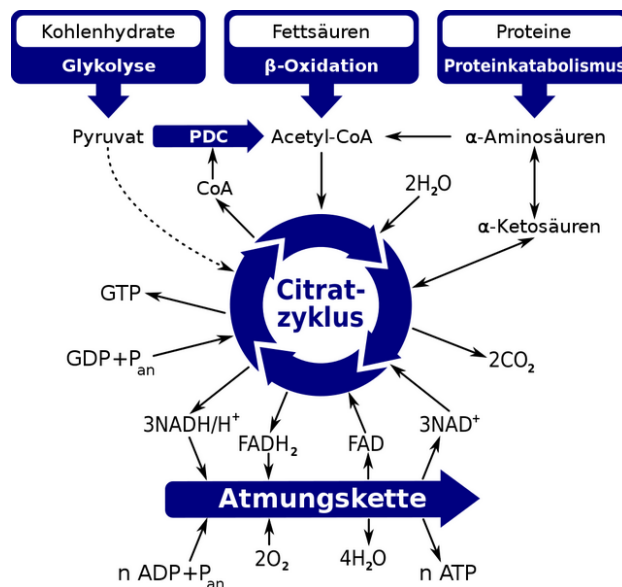 Kohlenhydrate
Glykolyse
Fettsäuren
β-Oxidation
Proteine
Proteinkatabolismus
Pyruvat
PDC
Acetyl-CoA
α-Aminosäuren
CoA
2H₂O
α-Ketosäuren
Citrat-
zyklus
GTP
GDP+Pₐₙ
2CO₂
3NADH/H⁺
FADH₂
FAD
3NAD⁺
Atmungskette
n ADP+Pₐₙ
2O₂
4H₂O
n ATP